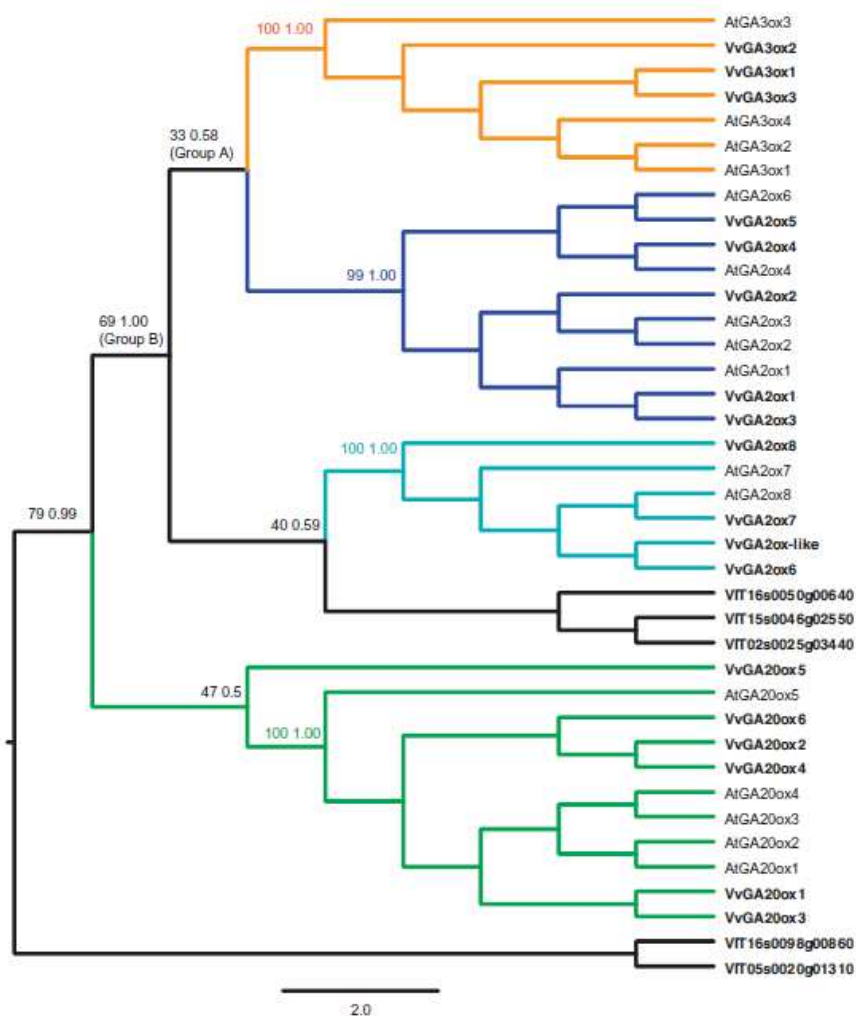 100 1.00
AtGA3ox3
VvGA3ox2
VvGA3ox1
VvGA3ox3
33 0.58
(Group A)
AtGA3ox4
AtGA3ox2
AtGA3ox1
AtGA2ox6
VvGA2ox5
VvGA2ox4
99 1.00
AtGA2ox4
VvGA2ox2
69 1.00
(Group B)
AtGA2ox3
AtGA2ox2
AtGA2ox1
VvGA2ox1
VvGA2ox3
100 1.00
VvGA2ox8
AtGA2ox7
AtGA2ox8
79 0.99
VvGA2ox7
40 0.59
VvGA2ox-like
VvGA2ox6
VIT16s0050g00640
VIT15s0046g02550
VIT02s0025g03440
VvGA20ox5
47 0.5
AtGA20ox5
VvGA20ox6
100 1.00
VvGA20ox2
VvGA20ox4
AtGA20ox4
AtGA20ox3
AtGA20ox2
AtGA20ox1
VvGA20ox1
VvGA20ox3
VIT16s0098g00860
VIT05s0020g01310
2.0